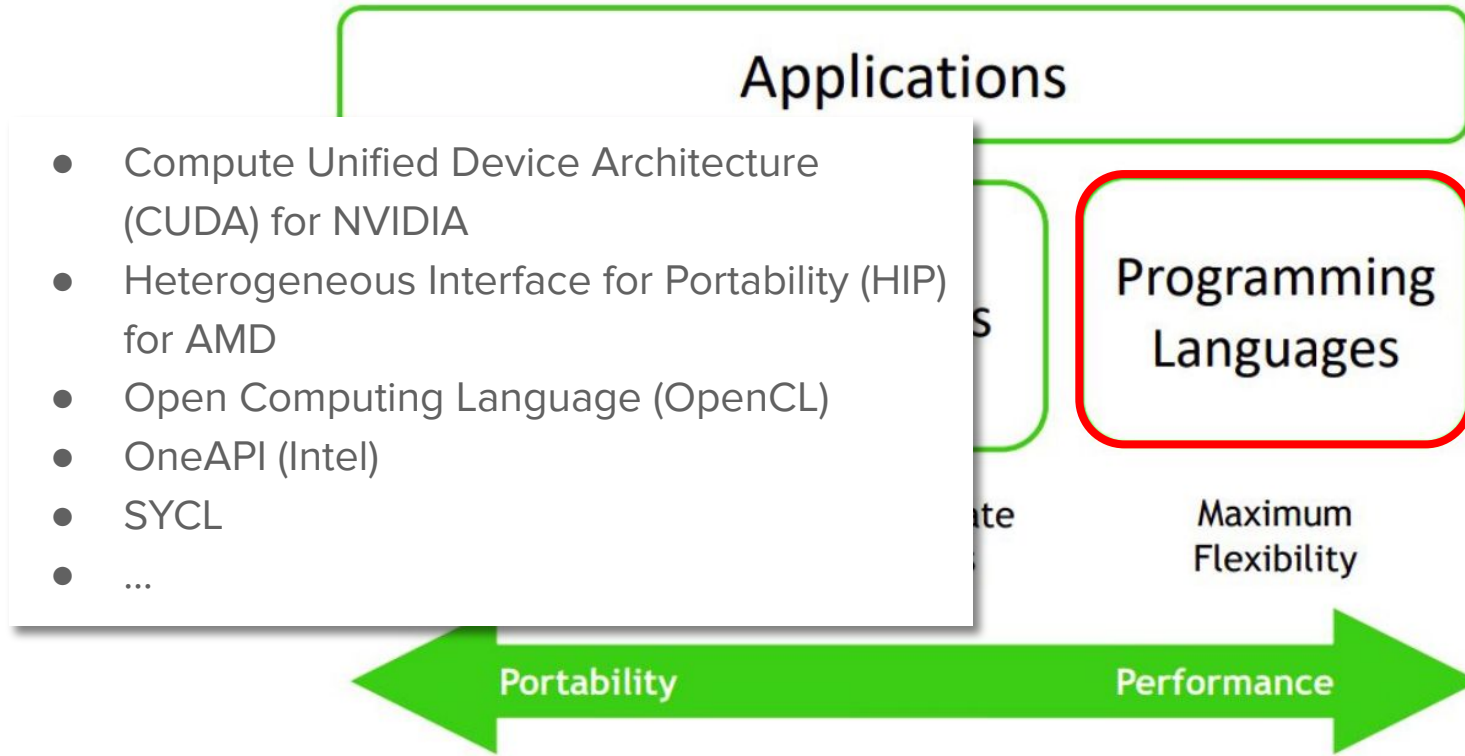 Applications
● Compute Unified Device Architecture
(CUDA) for NVIDIA
● Heterogeneous Interface for Portability (HIP)
for AMD
● Open Computing Language (OpenCL)
● OneAPI (Intel)
● SYCL
● ...
Programming
Languages
Maximum
Flexibility
Portability
Performance